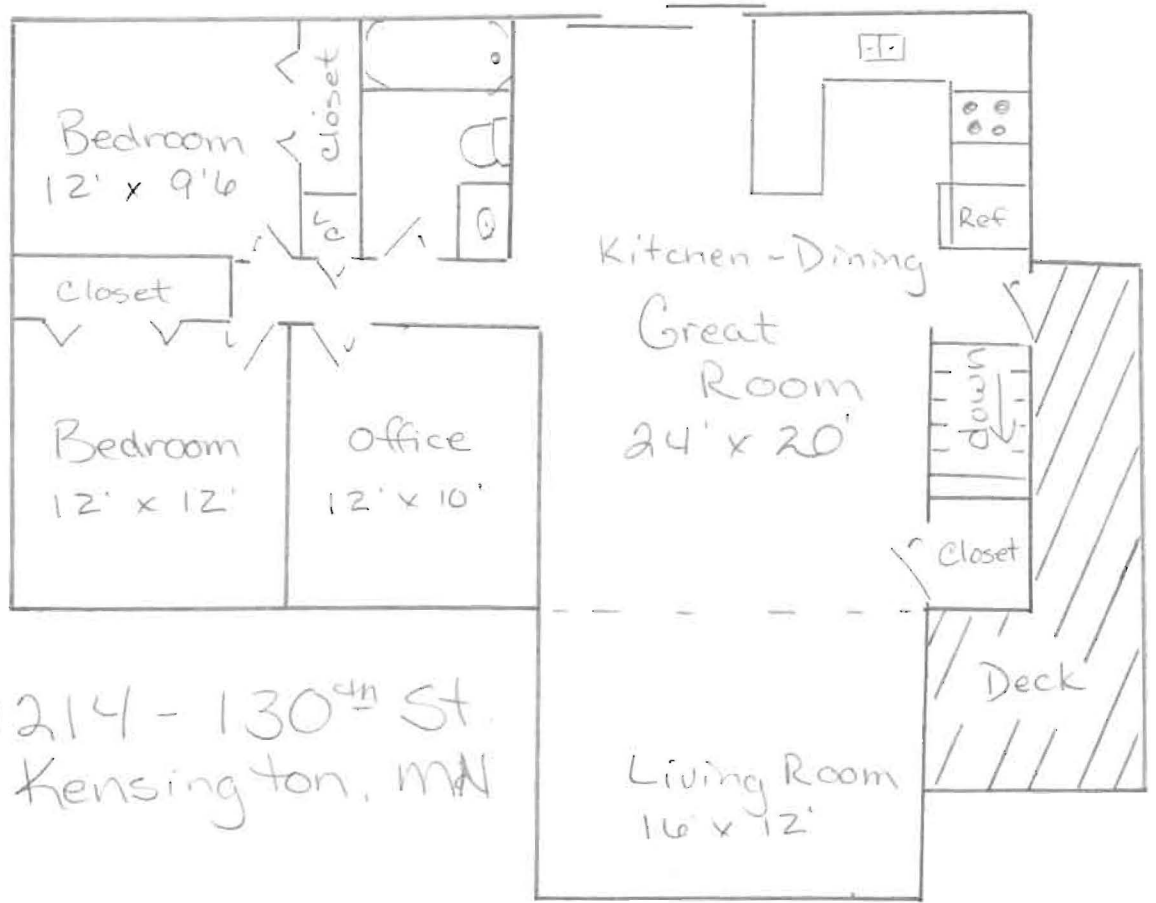 Bedroom
12' x 9'6
Closet
Closet
Ref
Kitchen - Dining
Great
Room
24' x 20'
Closet
down
Bedroom
12' x 12'
Office
12' x 10'
Closet
Deck
214 - 130th St.
Kensington, MN
Living Room
16' x 12'